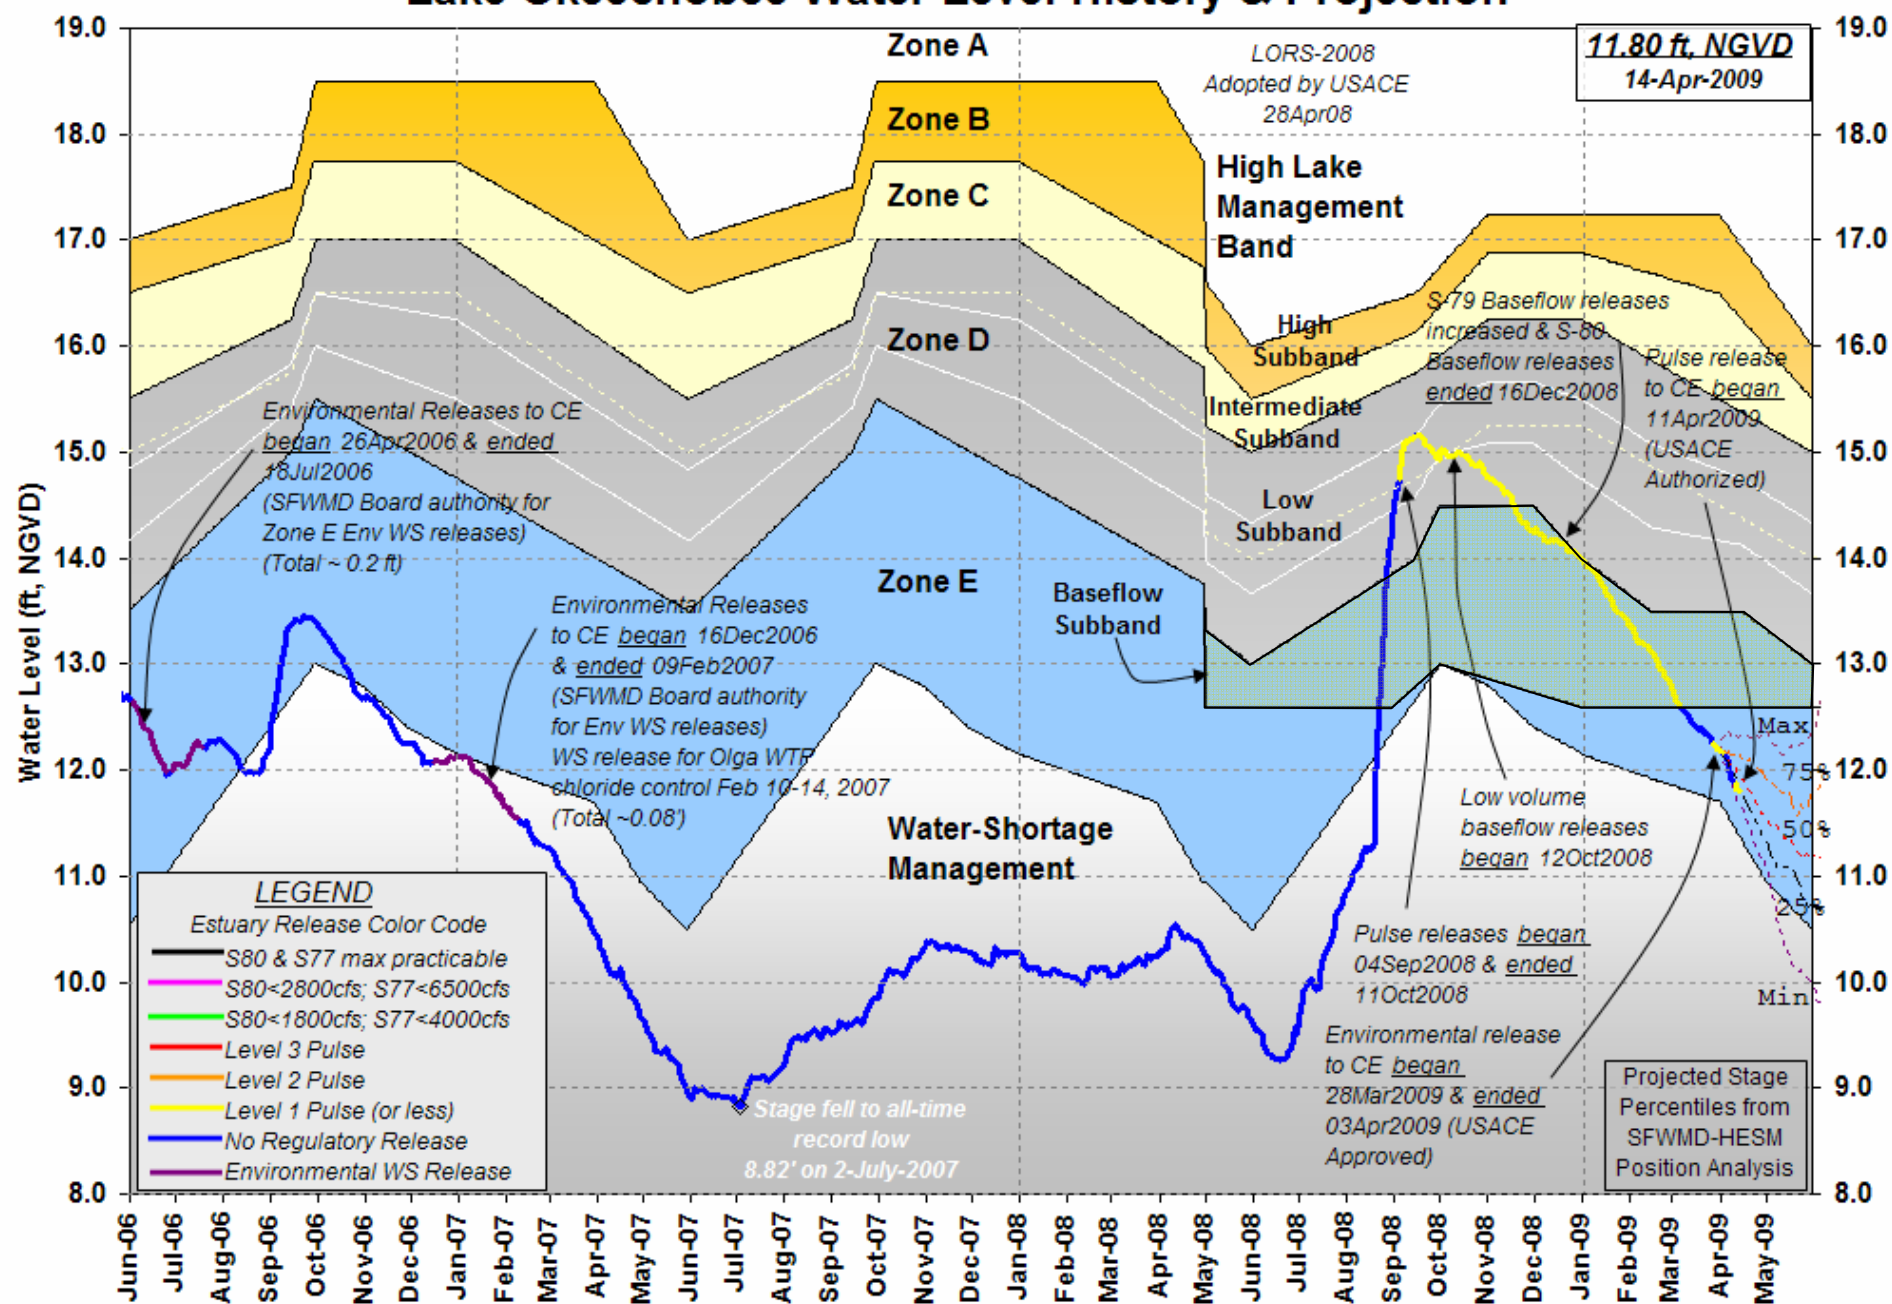 Lake Okeechobee Water Level History & Projection
11.80 ft, NGVD
14-Apr-2009
LORS-2008
Adopted by USACE
28Apr08
Zone A
Zone B
Zone C
Zone D
Zone E
High Lake
Management
Band
High
Subband
Intermediate
Subband
Low
Subband
Baseflow
Subband
Water-Shortage
Management
S-79 Baseflow releases
increased & S-80
Baseflow releases
ended 16Dec2008
Pulse release
to CE began
11Apr2009
(USACE
Authorized)
Environmental Releases to CE
began 26Apr2006 & ended
18Jul2006
(SFWMD Board authority for
Zone E Env WS releases)
(Total ~ 0.2 ft)
Environmental Releases
to CE began 16Dec2006
& ended 09Feb2007
(SFWMD Board authority
for Env WS releases)
WS release for Olga WTP
chloride control Feb 10-14, 2007
(Total ~0.08')
Low volume
baseflow releases
began 12Oct2008
Pulse releases began
04Sep2008 & ended
11Oct2008
Environmental release
to CE began
28Mar2009 & ended
03Apr2009 (USACE
Approved)
Stage fell to all-time
record low
8.82' on 2-July-2007
Max
75%
50%
25%
Min
Projected Stage
Percentiles from
SFWMD-HESM
Position Analysis
LEGEND
Estuary Release Color Code
S80 & S77 max practicable
S80<2800cfs; S77<6500cfs
S80<1800cfs; S77<4000cfs
Level 3 Pulse
Level 2 Pulse
Level 1 Pulse (or less)
No Regulatory Release
Environmental WS Release
Water Level (ft, NGVD)
19.0
18.0
17.0
16.0
15.0
14.0
13.0
12.0
11.0
10.0
9.0
8.0
19.0
18.0
17.0
16.0
15.0
14.0
13.0
12.0
11.0
10.0
9.0
8.0
Jun-06
Jul-06
Aug-06
Sep-06
Oct-06
Nov-06
Dec-06
Jan-07
Feb-07
Mar-07
Apr-07
May-07
Jun-07
Jul-07
Aug-07
Sep-07
Oct-07
Nov-07
Dec-07
Jan-08
Feb-08
Mar-08
Apr-08
May-08
Jun-08
Jul-08
Aug-08
Sep-08
Oct-08
Nov-08
Dec-08
Jan-09
Feb-09
Mar-09
Apr-09
May-09